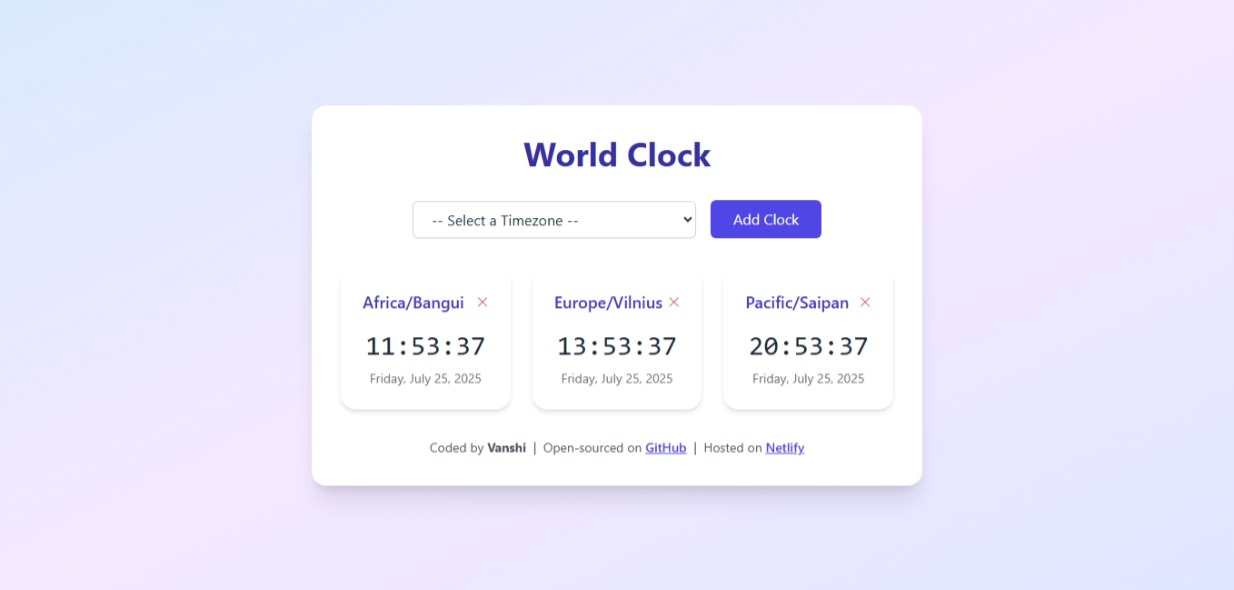 World Clock
-- Select a Timezone --
Add Clock
Africa/Bangui
11:53:37
Friday, July 25, 2025
Europe/Vilnius
13:53:37
Friday, July 25, 2025
Pacific/Saipan
20:53:37
Friday, July 25, 2025
Coded by Vanshi | Open-sourced on GitHub | Hosted on Netlify